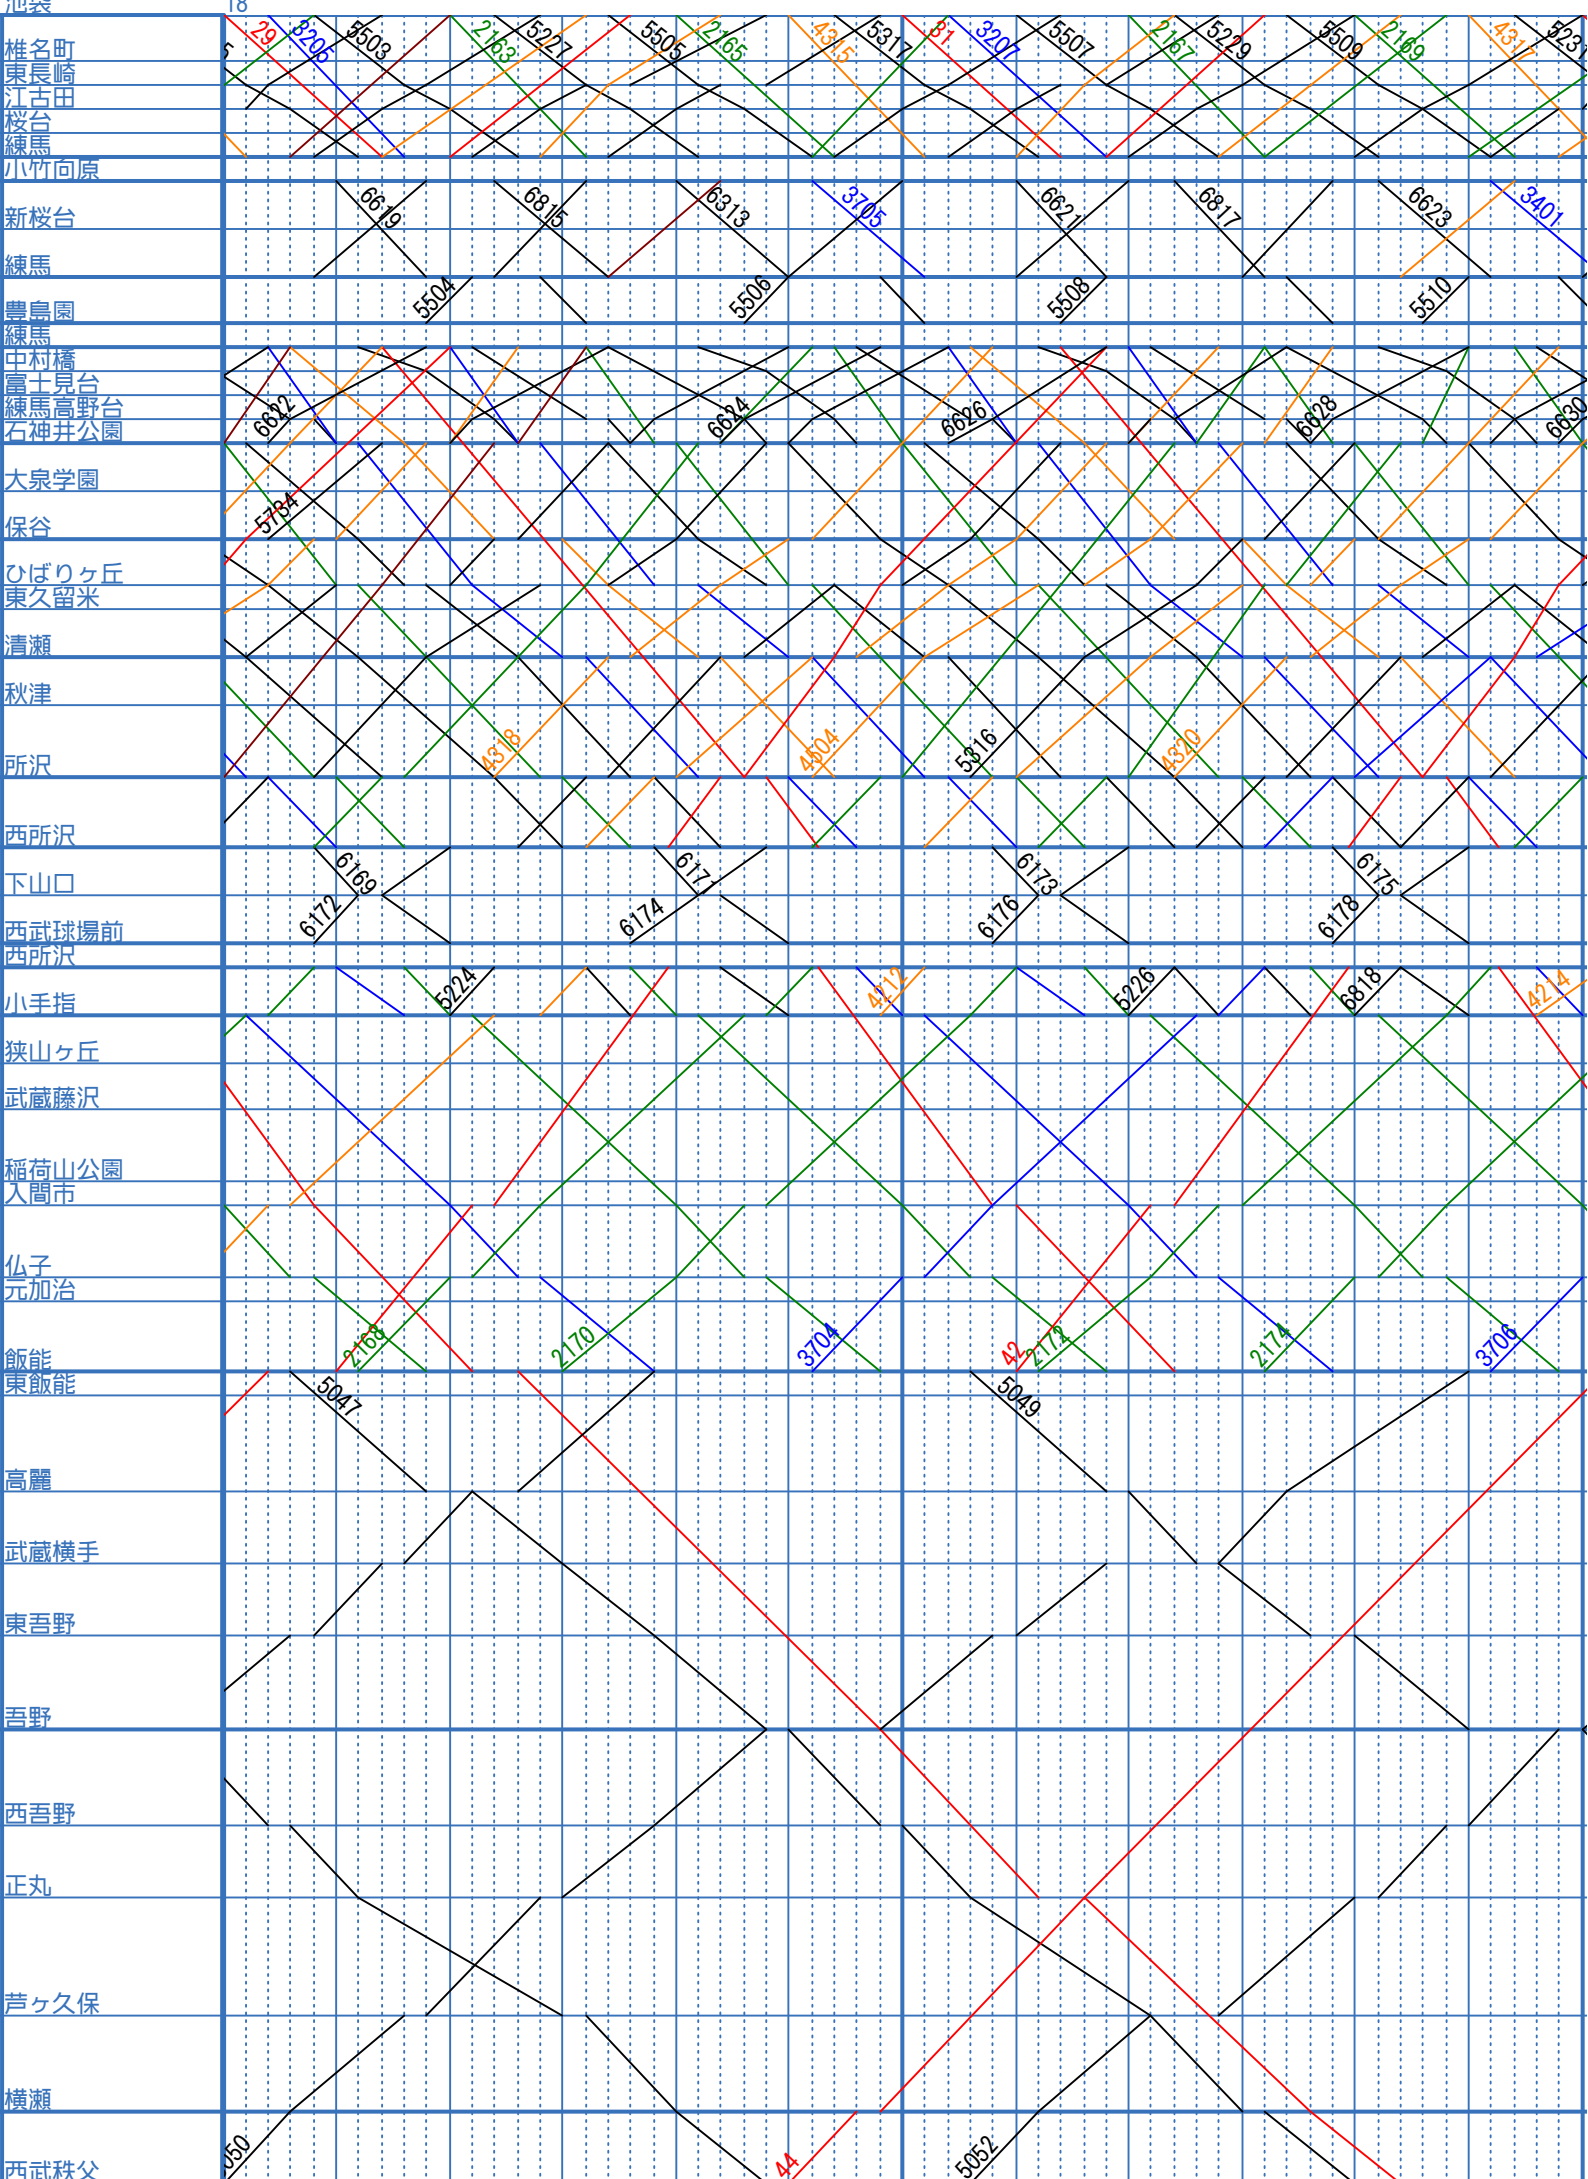 池袋 18
椎名町 5 29 3205 5503 2163 5227 5505 2165 4315 5317 31 3207 5507 2167 5229 5509 2169 4317 5231
東長崎
江古田
桜台
練馬
小竹向原
新桜台 6619 6815 6313 3705 6621 6817 6623 3401
練馬
豊島園 5504 5506 5508 5510
練馬
中村橋
富士見台
練馬高野台 6622 6624 6626 6628 6630
石神井公園
大泉学園
保谷 5734
ひばりヶ丘
東久留米
清瀬
秋津
所沢 4318 4504 5316 4320
西所沢
下山口 6169 6171 6173 6175
西武球場前 6172 6174 6176 6178
西所沢
小手指 5224 4212 5226 6818 4214
狭山ヶ丘
武蔵藤沢
稲荷山公園
入間市
仏子
元加治
飯能 2168 2170 3704 42 2172 2174 3706
東飯能 5047 5049
高麗
武蔵横手
東吾野
吾野
西吾野
正丸
芦ヶ久保
横瀬
西武秩父 050 44 5052